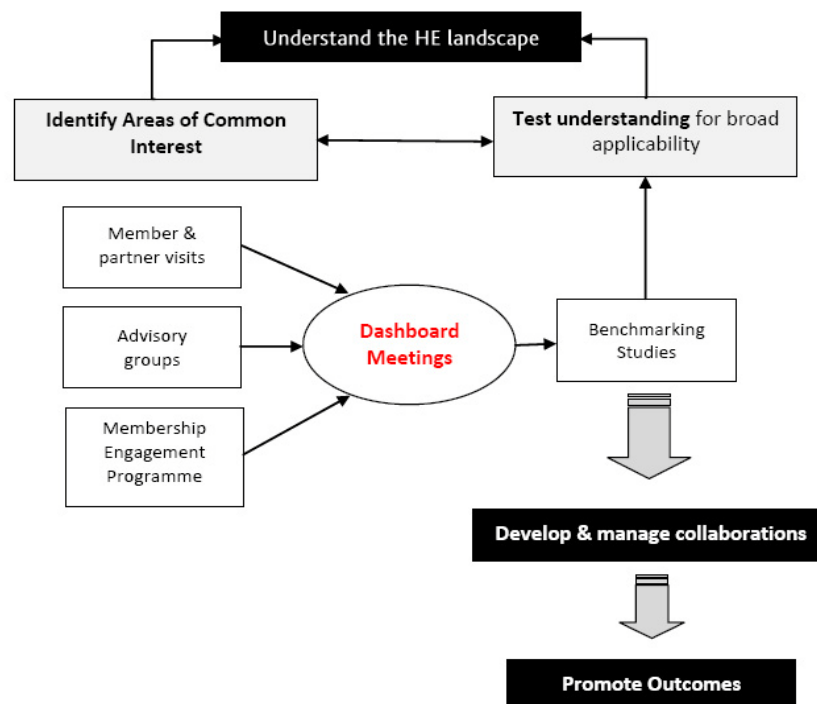 Understand the HE landscape
Identify Areas of Common
Interest
Test understanding for broad
applicability
Member &
partner visits
Advisory
groups
Membership
Engagement
Programme
Dashboard
Meetings
Benchmarking
Studies
Develop & manage collaborations
Promote Outcomes